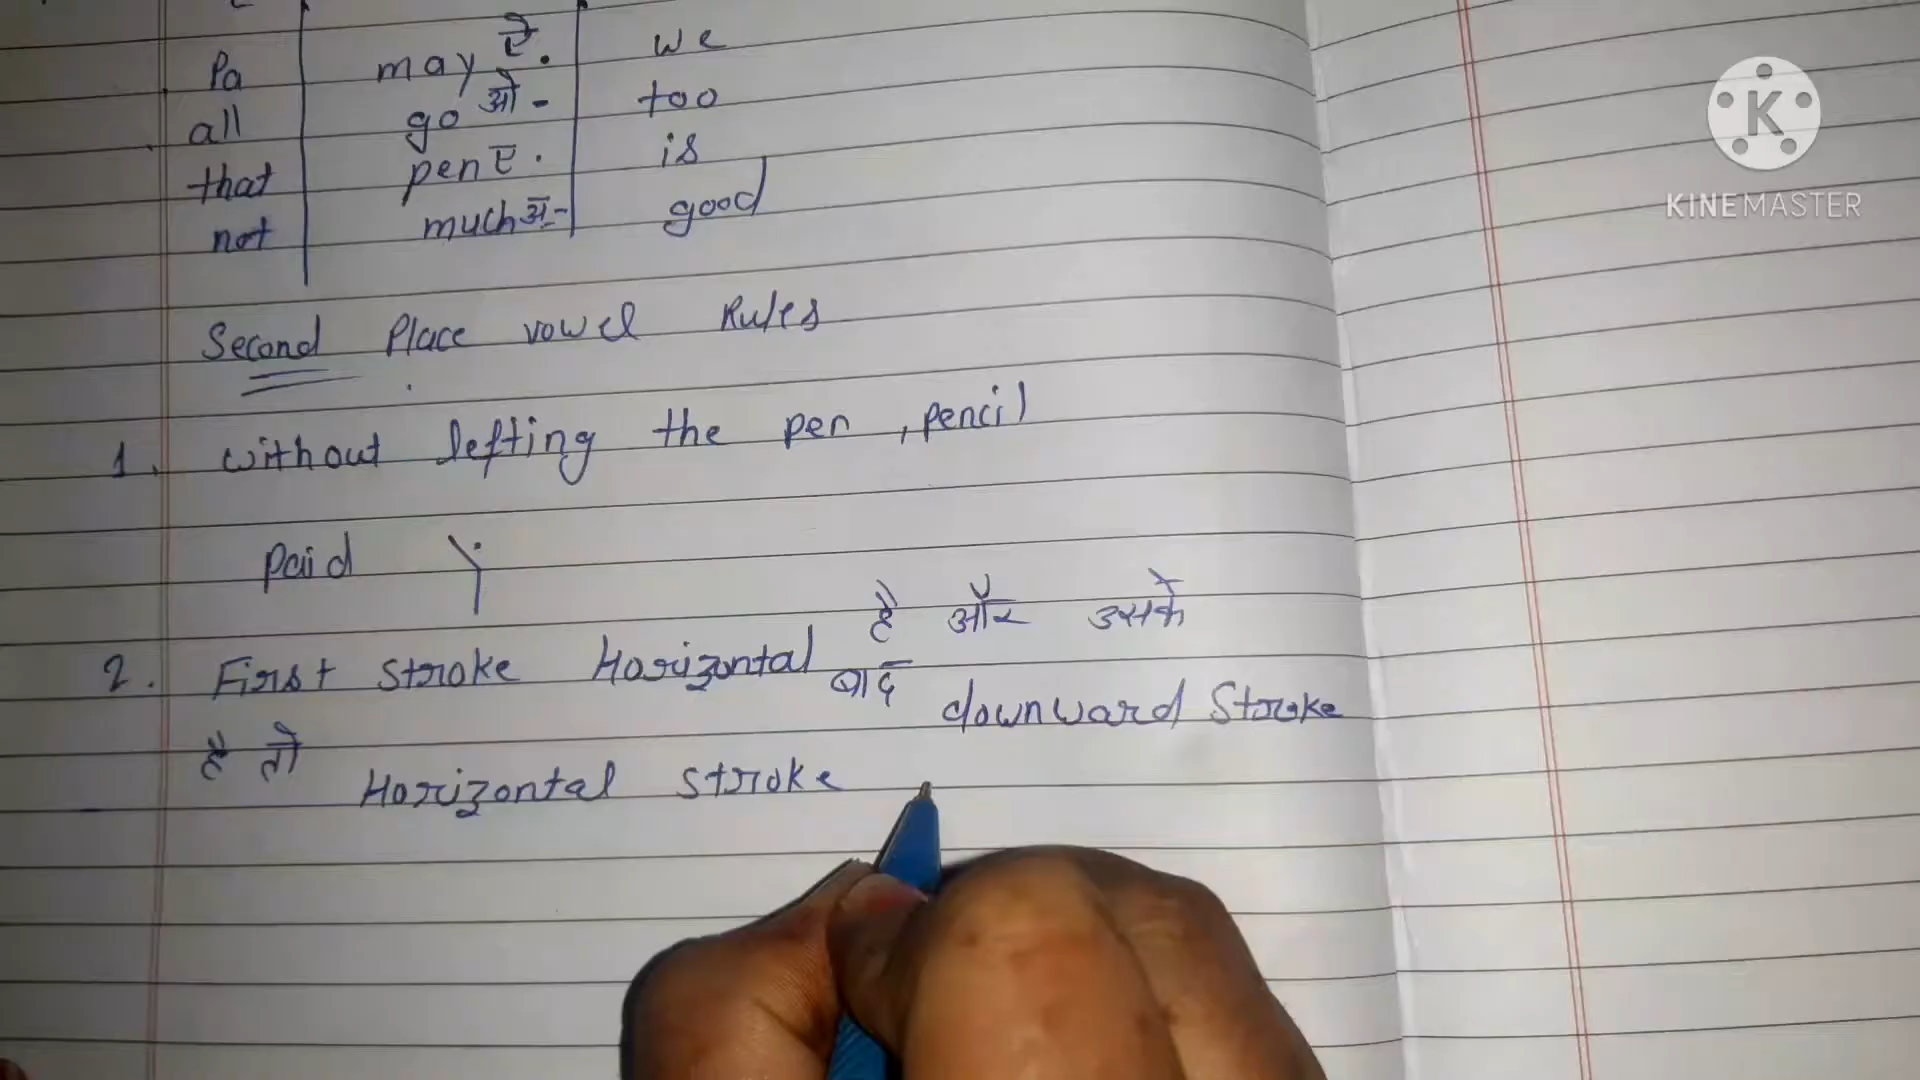 Pa may ऐ. we
all go ओ - too
that pen ए . is
not much अ - good
Second Place vowel Rules
1. without lefting the pen , pencil
Paid
2. First stroke Horizontal है और उसके
बाद downward Stroke
है तो Horizontal stroke
K
KINEMASTER